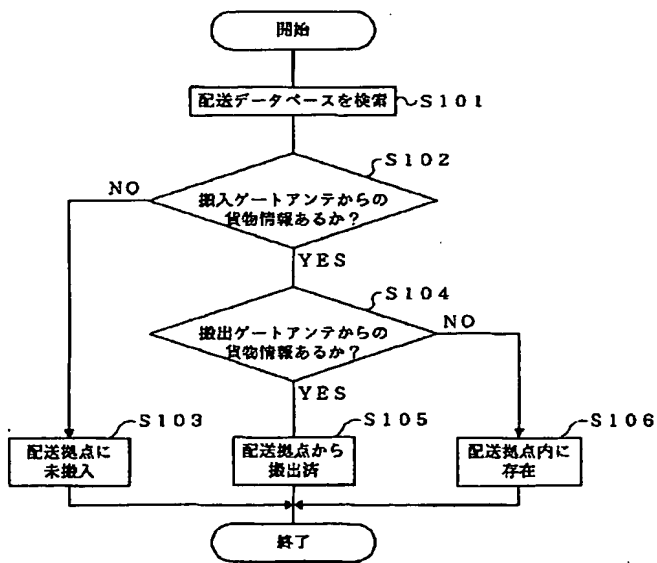 開始
配送データベースを検索
S101
S102
搬入ゲートアンテからの
貨物情報あるか？
NO
YES
S104
搬出ゲートアンテからの
貨物情報あるか？
NO
YES
S103
配送拠点に
未搬入
S105
配送拠点から
搬出済
S106
配送拠点内に
存在
終了